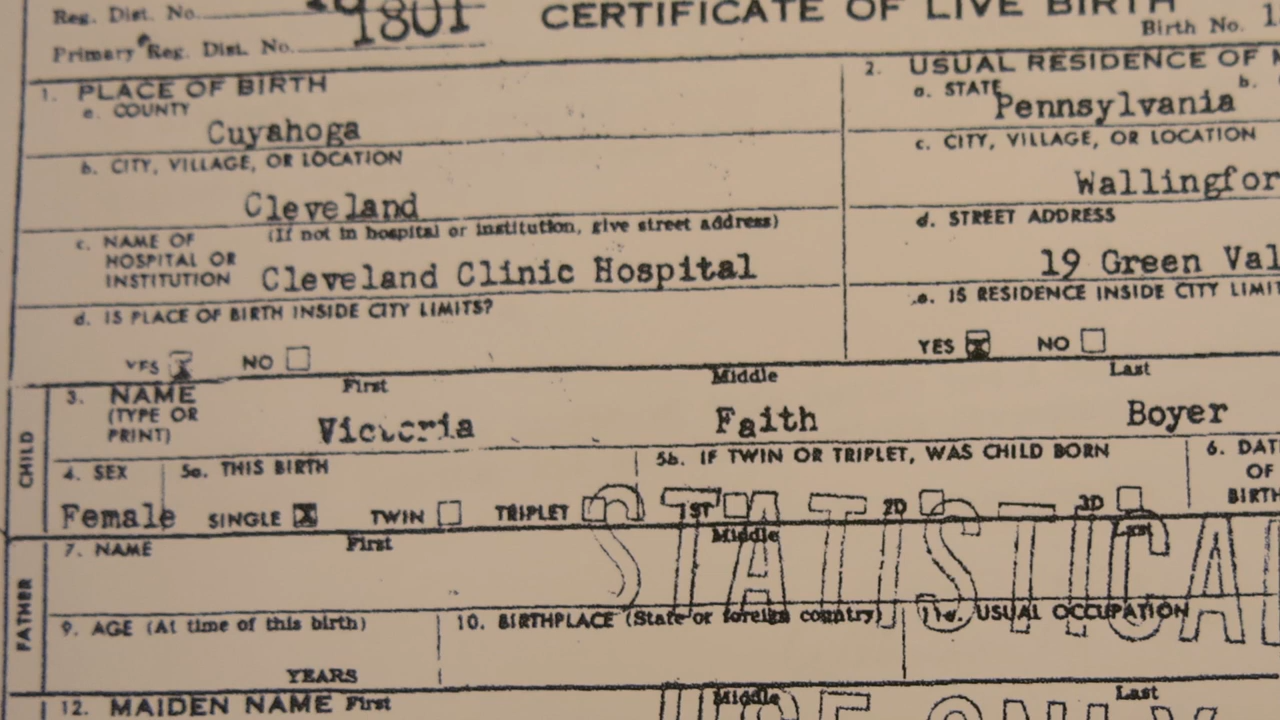 Reg. Dist. No.
1801
CERTIFICATE OF LIVE BIRTH
Primary Reg. Dist. No.
Birth No. 1
1. PLACE OF BIRTH
a. COUNTY
Cuyahoga
b. CITY, VILLAGE, OR LOCATION
Cleveland
c. NAME OF HOSPITAL OR INSTITUTION
(If not in hospital or institution, give street address)
Cleveland Clinic Hospital
d. IS PLACE OF BIRTH INSIDE CITY LIMITS?
YES NO
2. USUAL RESIDENCE OF
a. STATE
b.
Pennsylvania
c. CITY, VILLAGE, OR LOCATION
Wallingfor
d. STREET ADDRESS
19 Green Val
e. IS RESIDENCE INSIDE CITY LIMIT
YES NO
CHILD
3. NAME
(TYPE OR
PRINT)
First Middle Last
Victoria Faith Boyer
4. SEX
Female
5a. THIS BIRTH
SINGLE TWIN TRIPLET
5b. IF TWIN OR TRIPLET, WAS CHILD BORN
1ST 2D 3D
6. DAT
OF
BIRTH
STATISTICAL
FATHER
7. NAME First Middle Last
9. AGE (At time of this birth)
YEARS
10. BIRTHPLACE (State or foreign country)
11a. USUAL OCCUPATION
12. MAIDEN NAME First Middle Last
USE ONLY